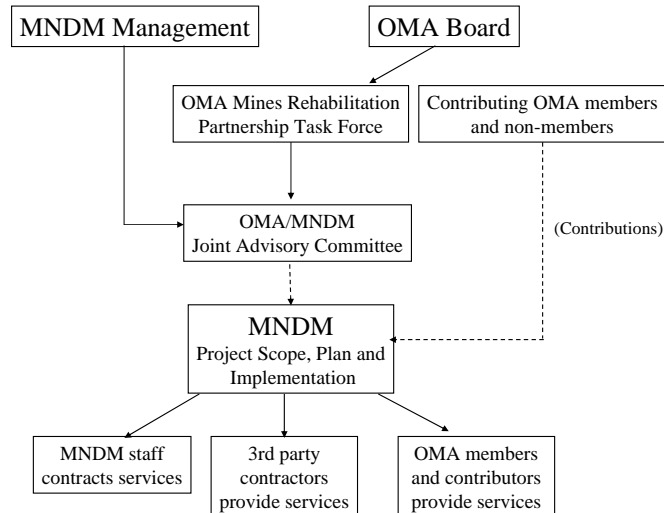 MNDM Management
OMA Board
OMA Mines Rehabilitation
Partnership Task Force
Contributing OMA members
and non-members
OMA/MNDM
Joint Advisory Committee
(Contributions)
MNDM
Project Scope, Plan and
Implementation
MNDM staff
contracts services
3rd party
contractors
provide services
OMA members
and contributors
provide services